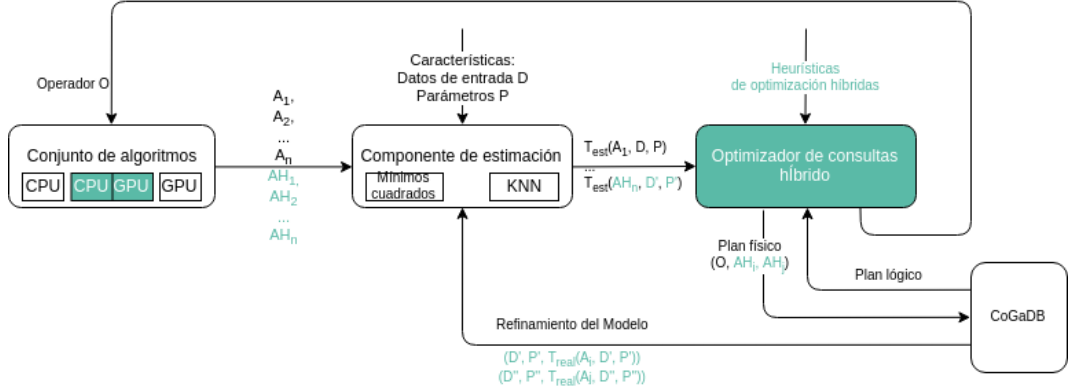 Operador O
Características:
Datos de entrada D
Parámetros P
Heurísticas
de optimización híbridas
A1,
A2,
...
An
AH1,
AH2
...
AHn
Conjunto de algoritmos
CPU
CPU
GPU
GPU
Componente de estimación
Mínimos
cuadrados
KNN
Test(A1, D, P)
...
Test(AHn, D', P')
Optimizador de consultas
híbrido
Plan físico
(O, AHi, AHj)
Plan lógico
CoGaDB
Refinamiento del Modelo
(D', P', Treal(Ai, D', P'))
(D'', P'', Treal(Aj, D'', P''))